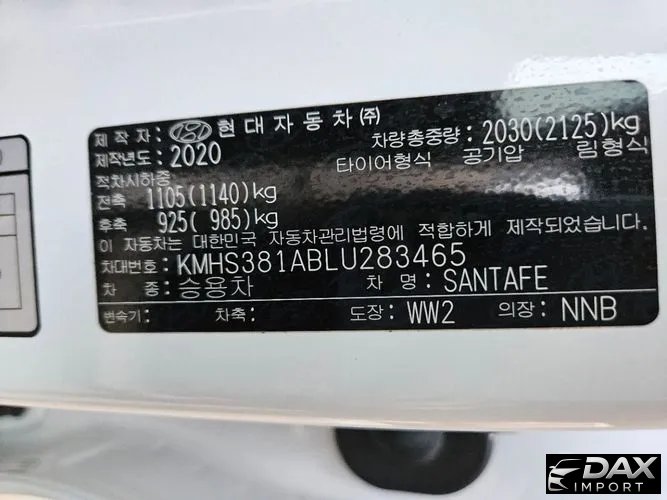 제 작 자: 현대자동차(주) 차량총중량: 2030(2125)kg
제작년도: 2020 타이어형식 공기압 림형식
적차시하중
전축 1105(1140)kg
후축 925( 985)kg
이 자동차는 대한민국 자동차관리법령에 적합하게 제작되었습니다
차대번호: KMHS381ABLU283465
차 종: 승용차 차 명: SANTAFE
변속기: 차축: 도장: WW2 의장: NNB
DAX
IMPORT